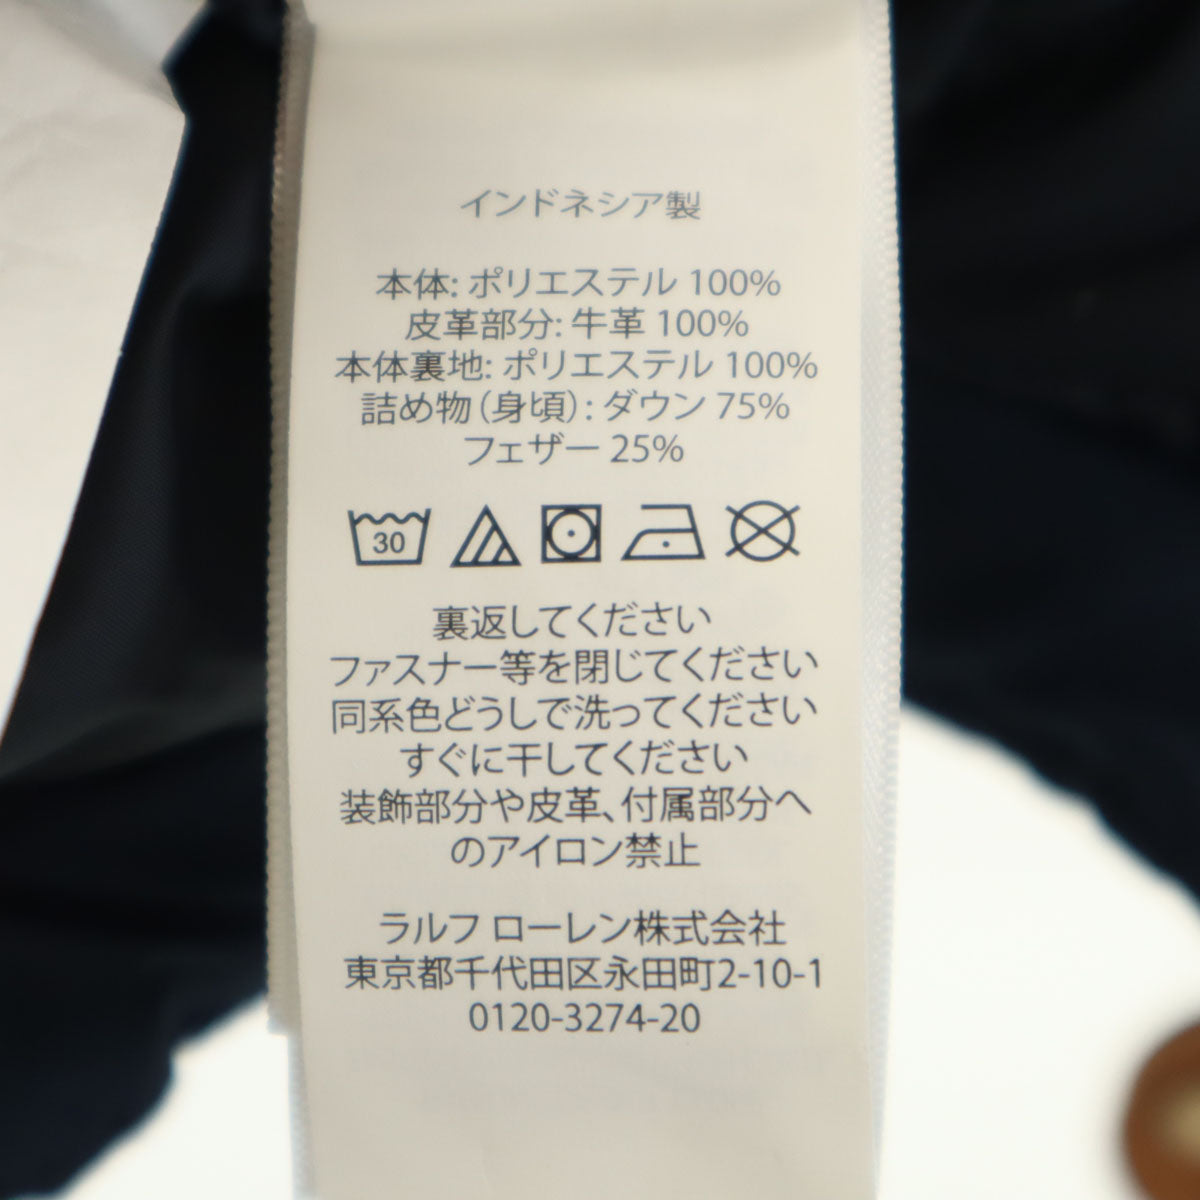 インドネシア製
本体: ポリエステル 100%
皮革部分: 牛革 100%
本体裏地: ポリエステル 100%
詰め物（身頃）: ダウン 75%
フェザー 25%
30
裏返してください
ファスナー等を閉じてください
同系色どうしで洗ってください
すぐに干してください
装飾部分や皮革、付属部分へ
のアイロン禁止
ラルフ ローレン株式会社
東京都千代田区永田町2-10-1
0120-3274-20